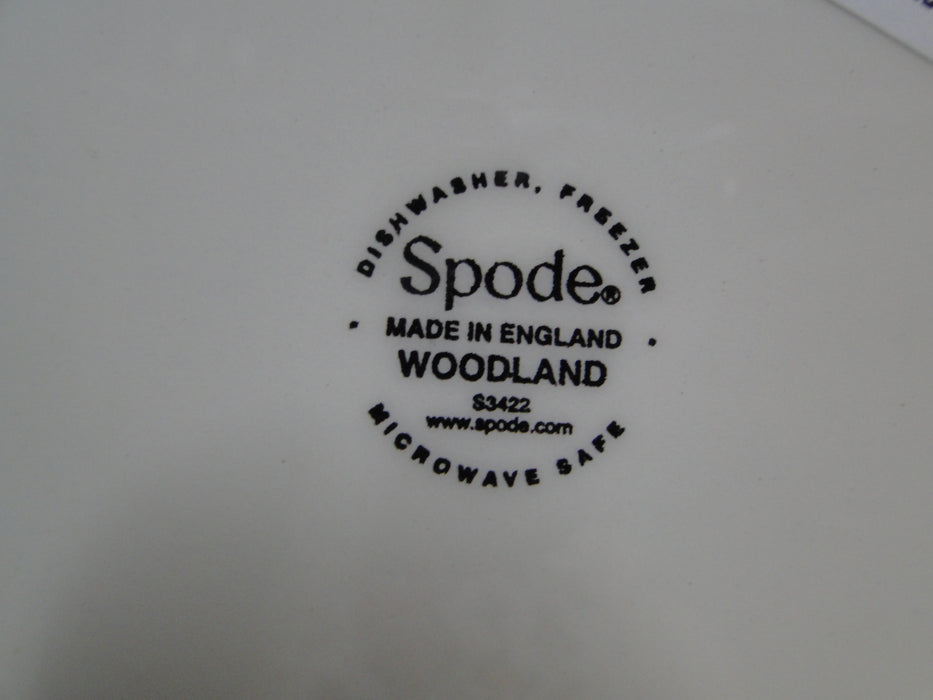 DISHWASHER, FREEZER
Spode®
· MADE IN ENGLAND ·
WOODLAND
S3422
www.spode.com
MICROWAVE SAFE